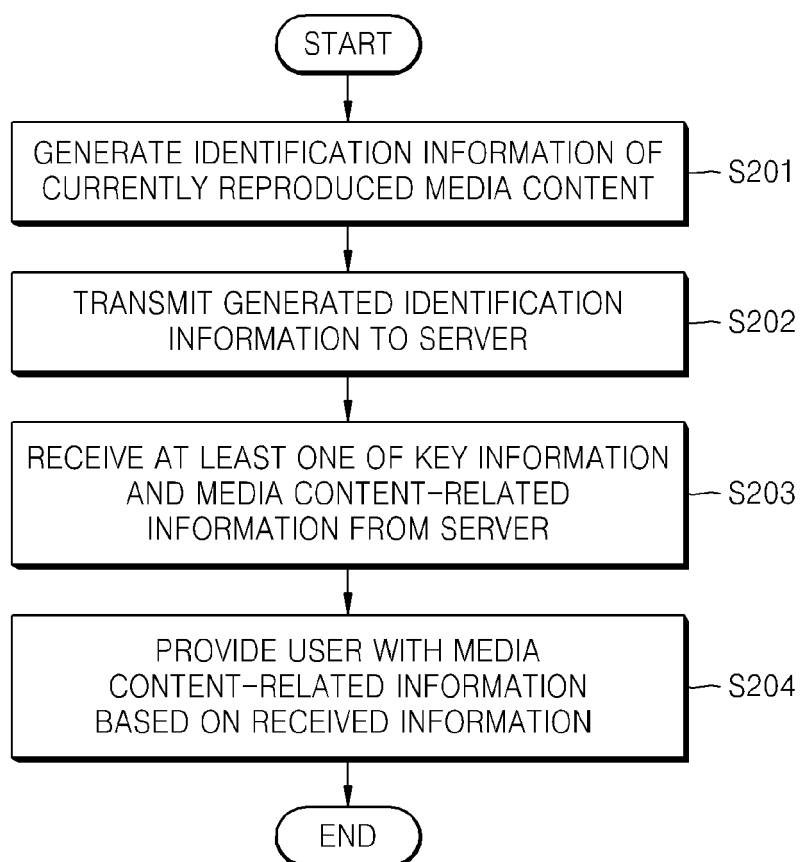 START
GENERATE IDENTIFICATION INFORMATION OF
CURRENTLY REPRODUCED MEDIA CONTENT
S201
TRANSMIT GENERATED IDENTIFICATION
INFORMATION TO SERVER
S202
RECEIVE AT LEAST ONE OF KEY INFORMATION
AND MEDIA CONTENT-RELATED
INFORMATION FROM SERVER
S203
PROVIDE USER WITH MEDIA
CONTENT-RELATED INFORMATION
BASED ON RECEIVED INFORMATION
S204
END